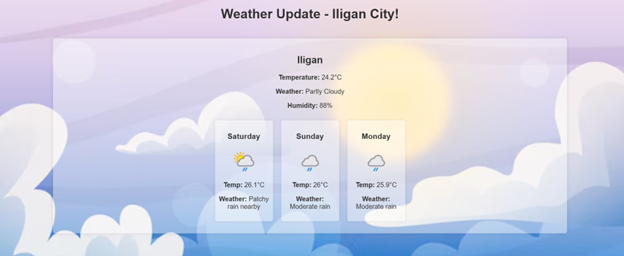 Weather Update - Iligan City!
Iligan
Temperature: 24.2°C
Weather: Partly Cloudy
Humidity: 88%
Saturday
Temp: 26.1°C
Weather: Patchy
rain nearby
Sunday
Temp: 26°C
Weather:
Moderate rain
Monday
Temp: 25.9°C
Weather:
Moderate rain